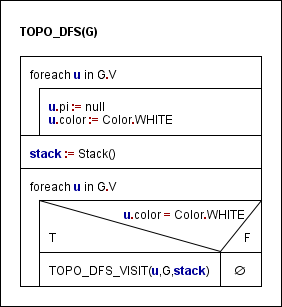 TOPO_DFS(G)
foreach u in G.V
u.pi := null
u.color := Color.WHITE
stack := Stack()
foreach u in G.V
u.color = Color.WHITE
T F
TOPO_DFS_VISIT(u,G,stack) ∅